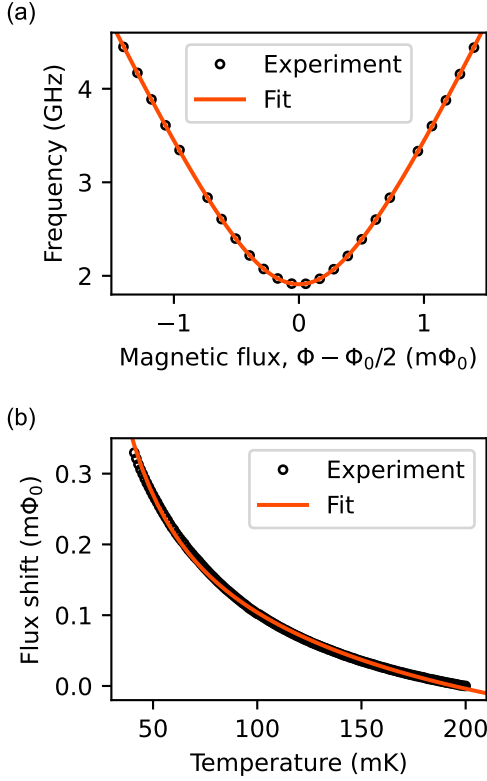 (a)
4
3
2
Frequency (GHz)
Experiment
Fit
−1
0
1
Magnetic flux, Φ − Φ₀/2 (mΦ₀)
(b)
0.3
0.2
0.1
0.0
Flux shift (mΦ₀)
Experiment
Fit
50
100
150
200
Temperature (mK)